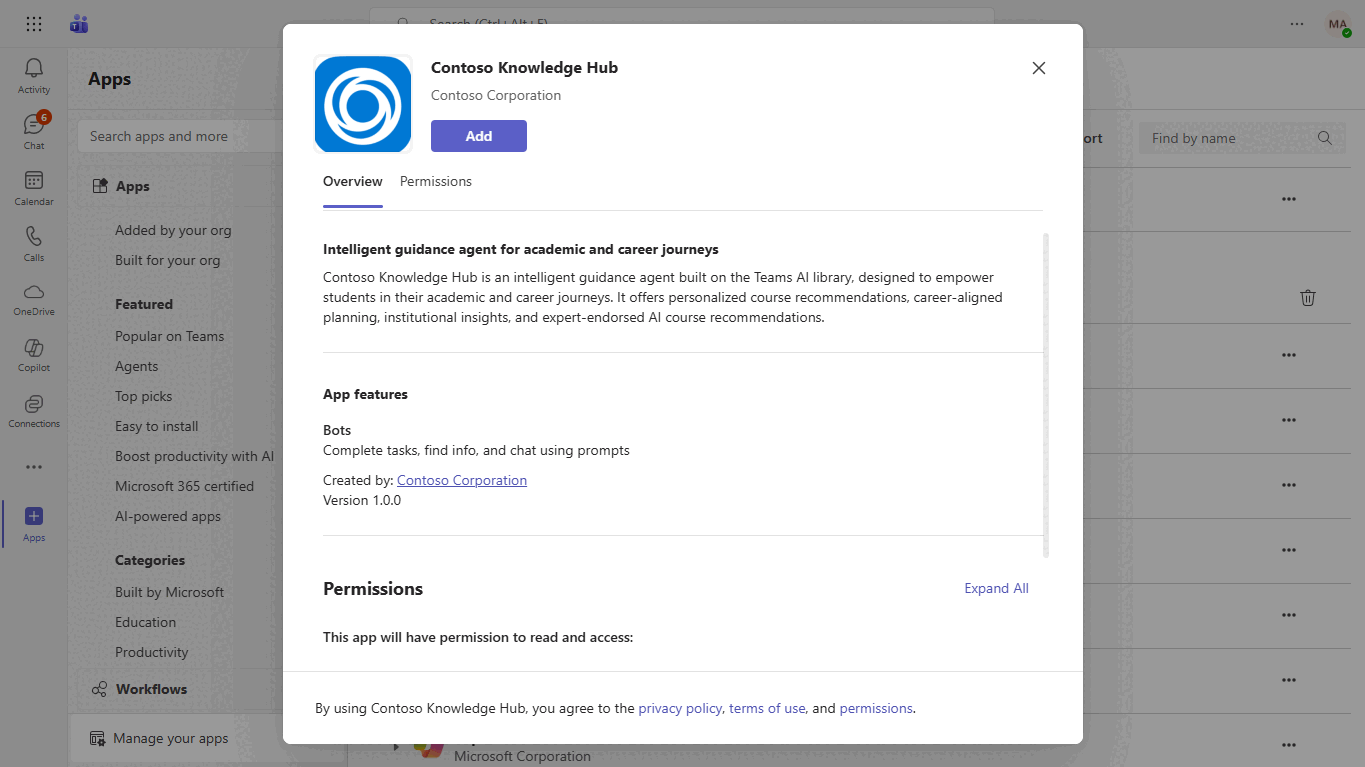 Search (Ctrl+Alt+E)
MA
Activity
6
Chat
Calendar
Calls
OneDrive
Copilot
Connections
Apps
Apps
Search apps and more
Apps
Added by your org
Built for your org
Featured
Popular on Teams
Agents
Top picks
Easy to install
Boost productivity with AI
Microsoft 365 certified
AI-powered apps
Categories
Built by Microsoft
Education
Productivity
Workflows
Manage your apps
Contoso Knowledge Hub
Contoso Corporation
Add
Overview Permissions
Intelligent guidance agent for academic and career journeys
Contoso Knowledge Hub is an intelligent guidance agent built on the Teams AI library, designed to empower
students in their academic and career journeys. It offers personalized course recommendations, career-aligned
planning, institutional insights, and expert-endorsed AI course recommendations.
App features
Bots
Complete tasks, find info, and chat using prompts
Created by: Contoso Corporation
Version 1.0.0
Permissions
Expand All
This app will have permission to read and access:
By using Contoso Knowledge Hub, you agree to the privacy policy, terms of use, and permissions.
ort
Find by name
Microsoft Corporation